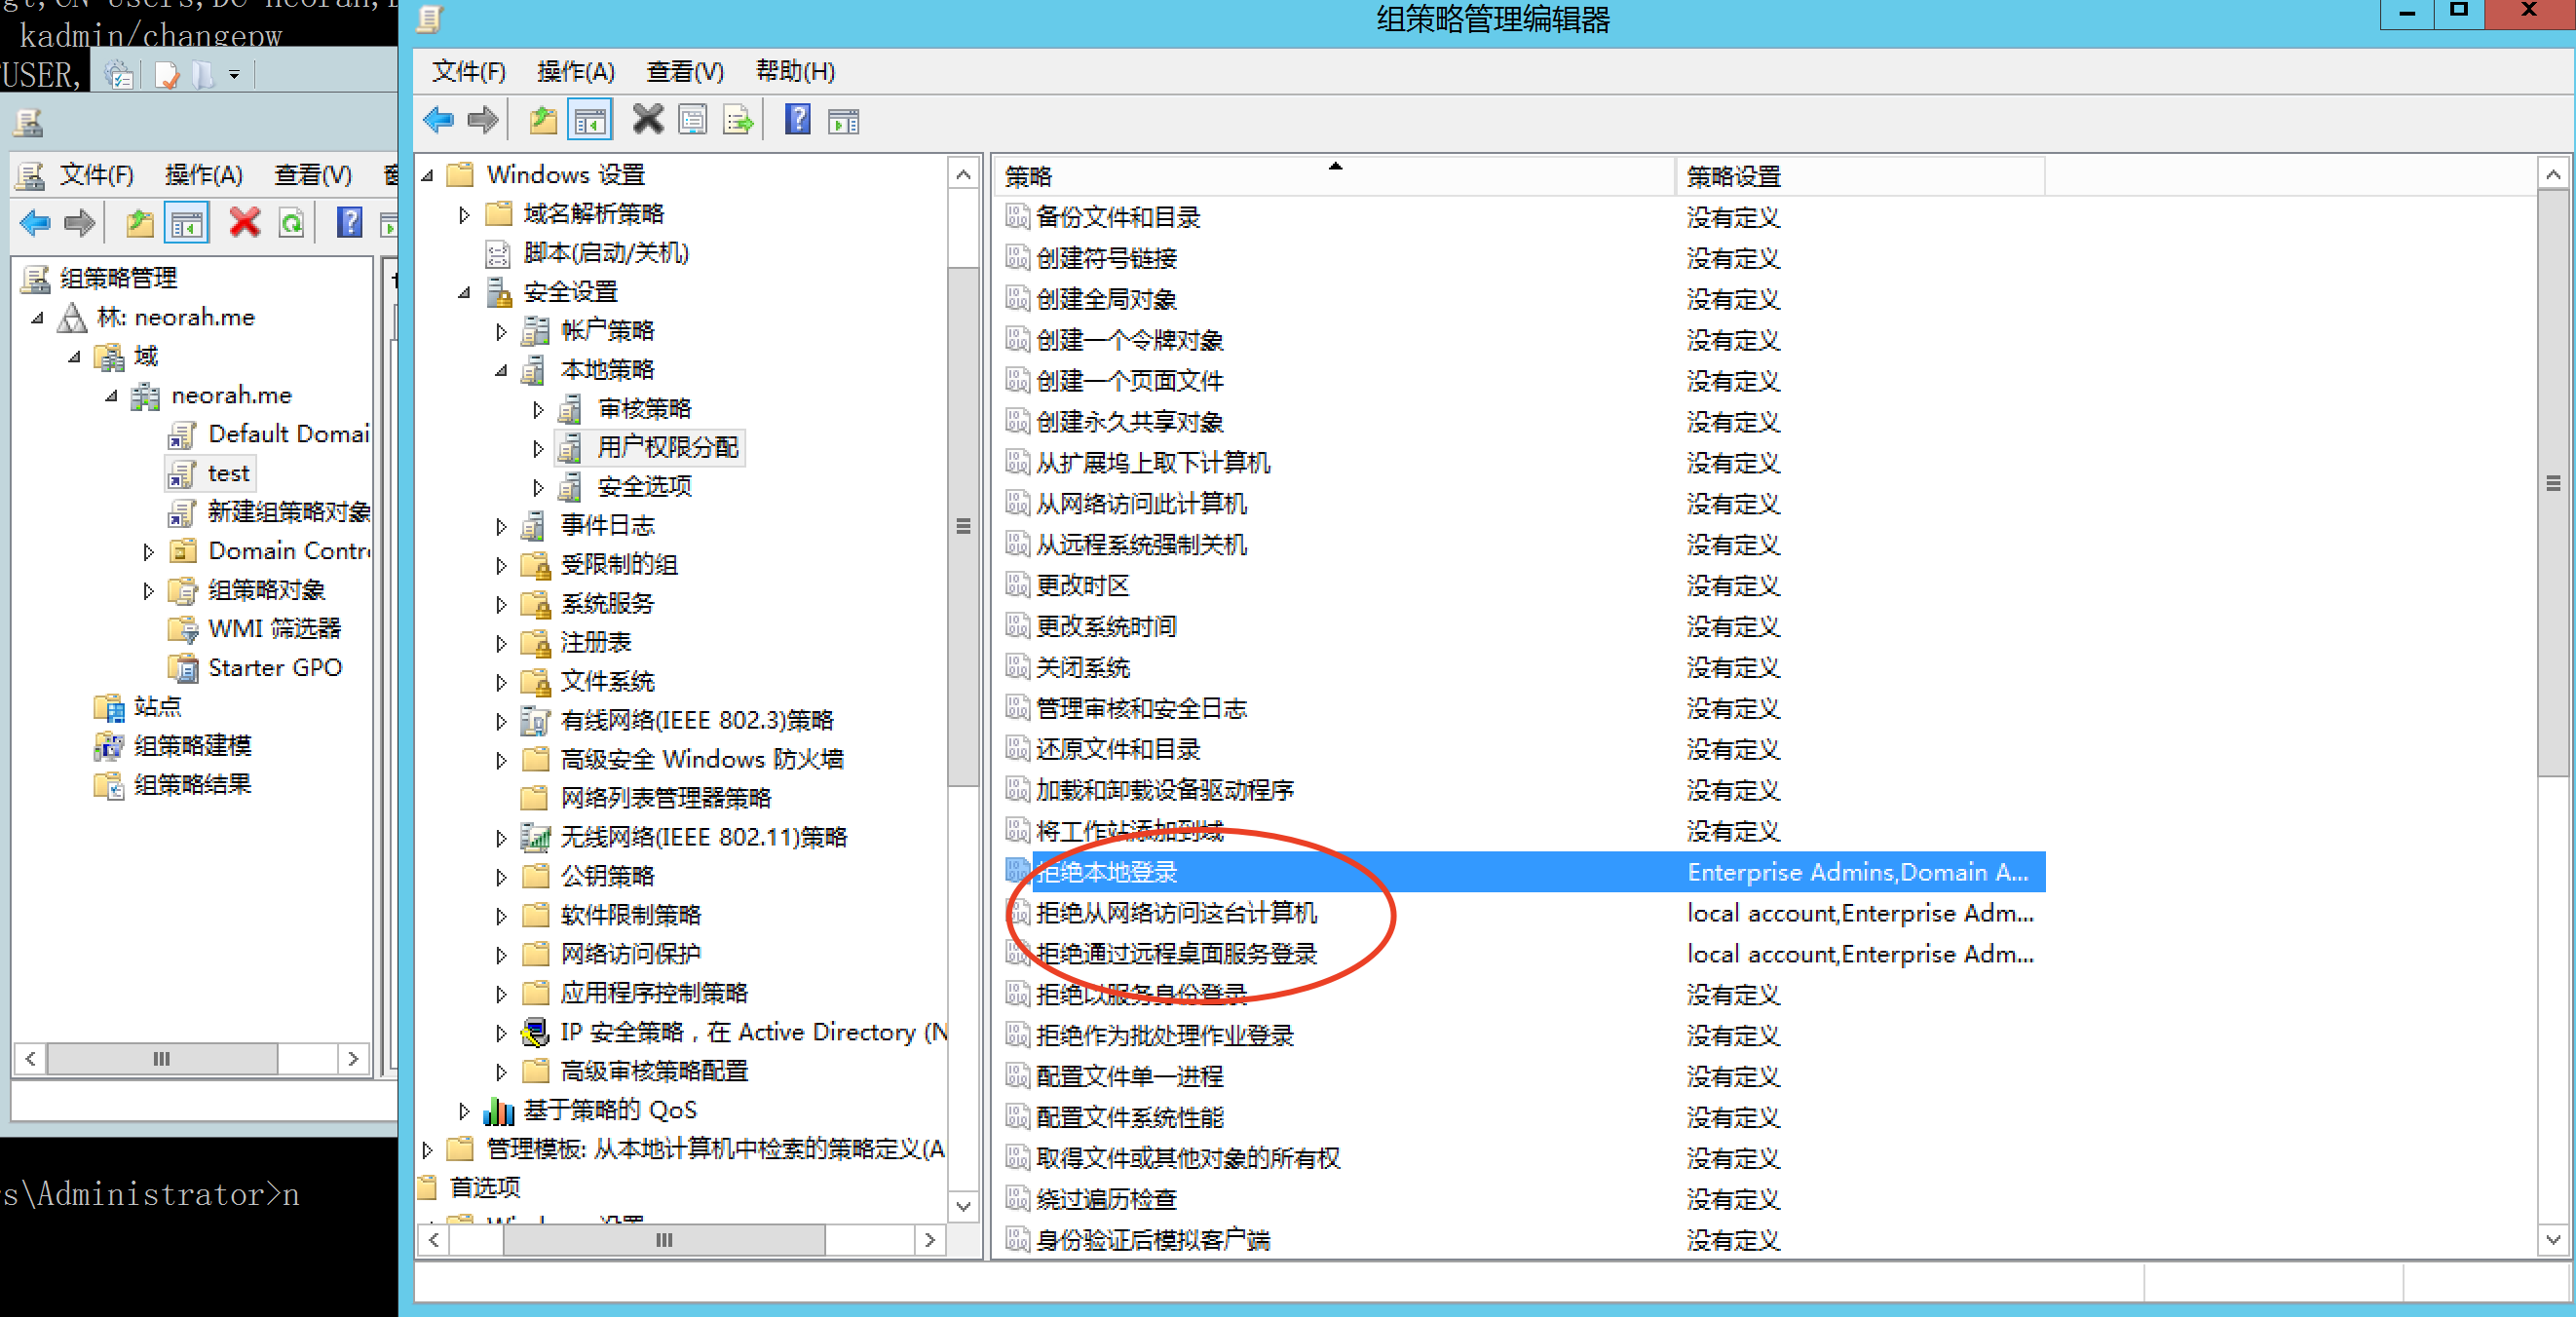 kadmin/changepw
USER,
文件(F) 操作(A) 查看(V)
组策略管理
林: neorah.me
域
neorah.me
Default Domai
test
新建组策略对象
Domain Contr
组策略对象
WMI 筛选器
Starter GPO
站点
组策略建模
组策略结果
s\Administrator>n
组策略管理编辑器
文件(F) 操作(A) 查看(V) 帮助(H)
Windows 设置
域名解析策略
脚本(启动/关机)
安全设置
帐户策略
本地策略
审核策略
用户权限分配
安全选项
事件日志
受限制的组
系统服务
注册表
文件系统
有线网络(IEEE 802.3)策略
高级安全 Windows 防火墙
网络列表管理器策略
无线网络(IEEE 802.11)策略
公钥策略
软件限制策略
网络访问保护
应用程序控制策略
IP 安全策略，在 Active Directory (N
高级审核策略配置
基于策略的 QoS
管理模板: 从本地计算机中检索的策略定义(A
首选项
Windows 设置
策略 策略设置
备份文件和目录 没有定义
创建符号链接 没有定义
创建全局对象 没有定义
创建一个令牌对象 没有定义
创建一个页面文件 没有定义
创建永久共享对象 没有定义
从扩展坞上取下计算机 没有定义
从网络访问此计算机 没有定义
从远程系统强制关机 没有定义
更改时区 没有定义
更改系统时间 没有定义
关闭系统 没有定义
管理审核和安全日志 没有定义
还原文件和目录 没有定义
加载和卸载设备驱动程序 没有定义
将工作站添加到域 没有定义
拒绝本地登录 Enterprise Admins,Domain A...
拒绝从网络访问这台计算机 local account,Enterprise Adm...
拒绝通过远程桌面服务登录 local account,Enterprise Adm...
拒绝以服务身份登录 没有定义
拒绝作为批处理作业登录 没有定义
配置文件单一进程 没有定义
配置文件系统性能 没有定义
取得文件或其他对象的所有权 没有定义
绕过遍历检查 没有定义
身份验证后模拟客户端 没有定义